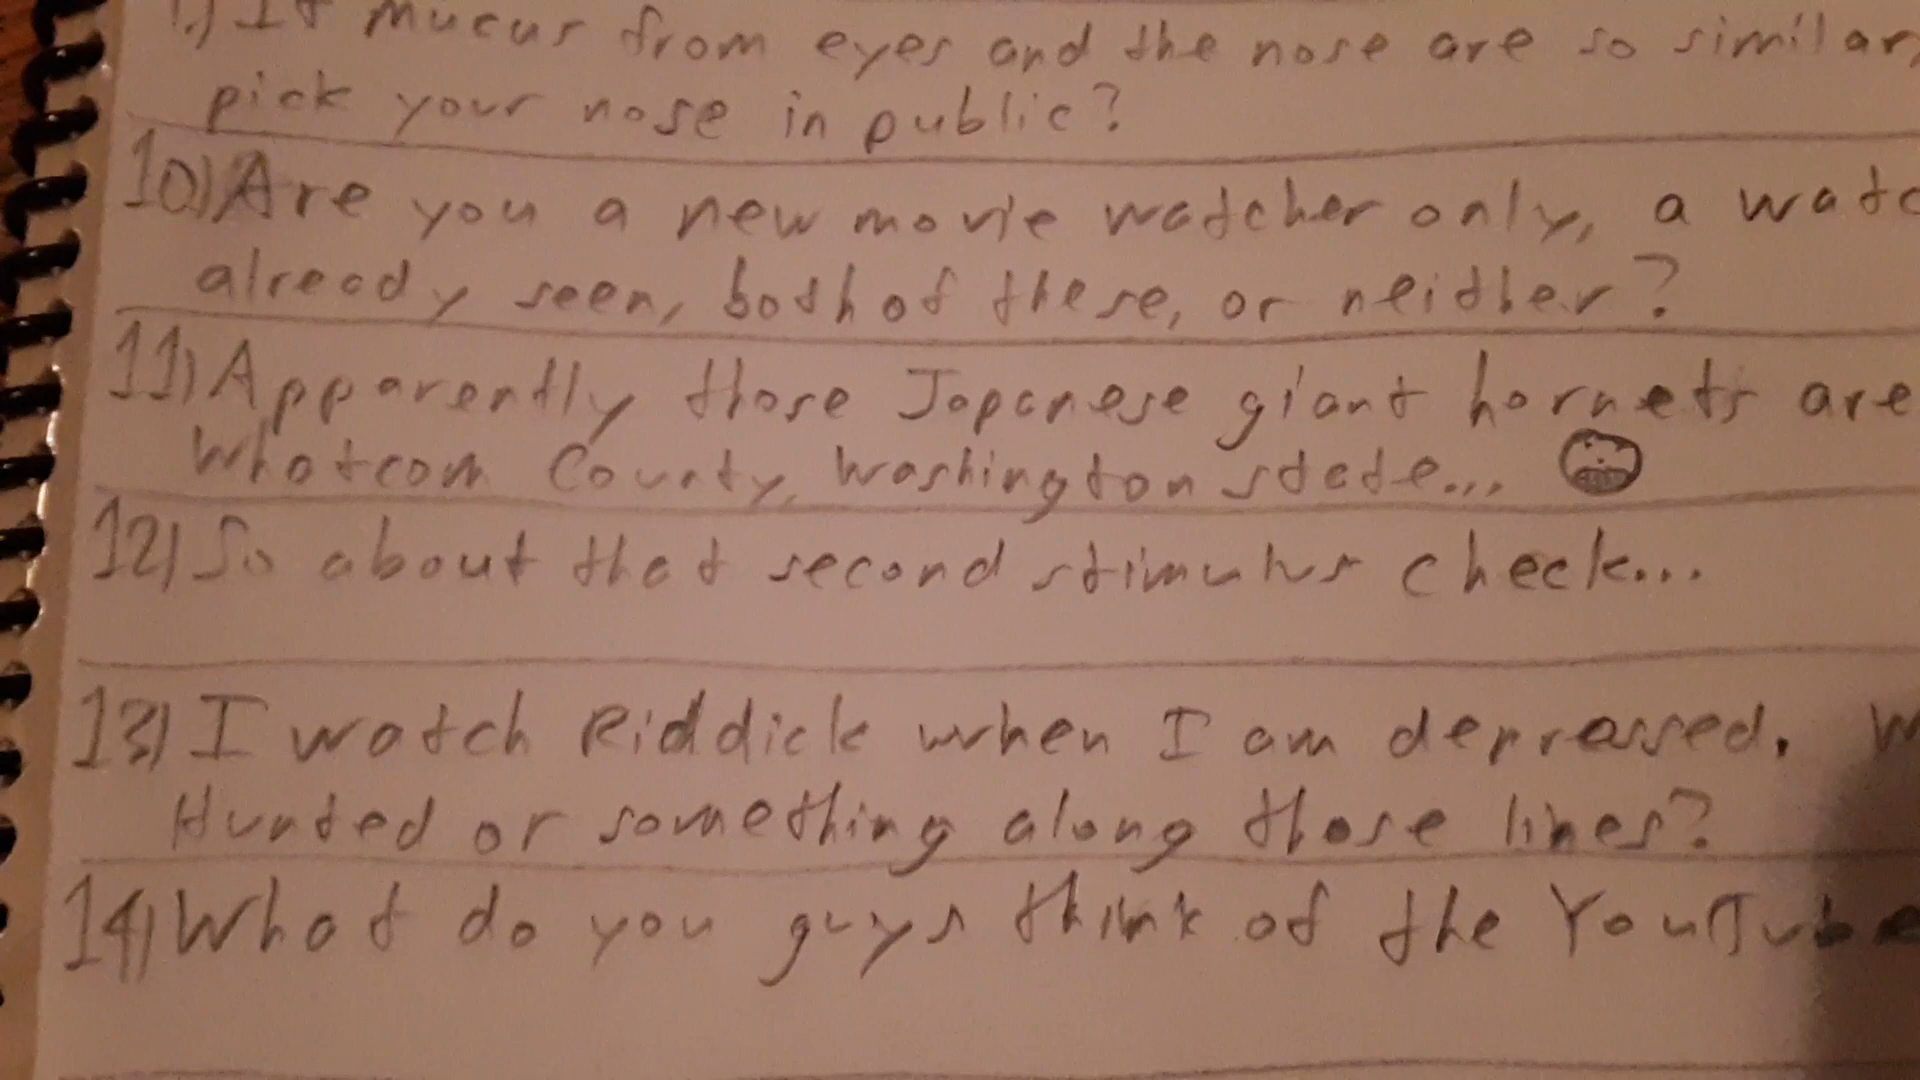 .) If mucus from eyes and the nose are so similar,
pick your nose in public?
10) Are you a new movie watcher only, a watc
already seen, both of these, or neither?
11) Apparently those Japanese giant hornets are
Whatcom County, Washington state...
12) So about that second stimulus check...
13) I watch Riddick when I am depressed. W
Hunted or something along those lines?
14) What do you guys think of the YouTube